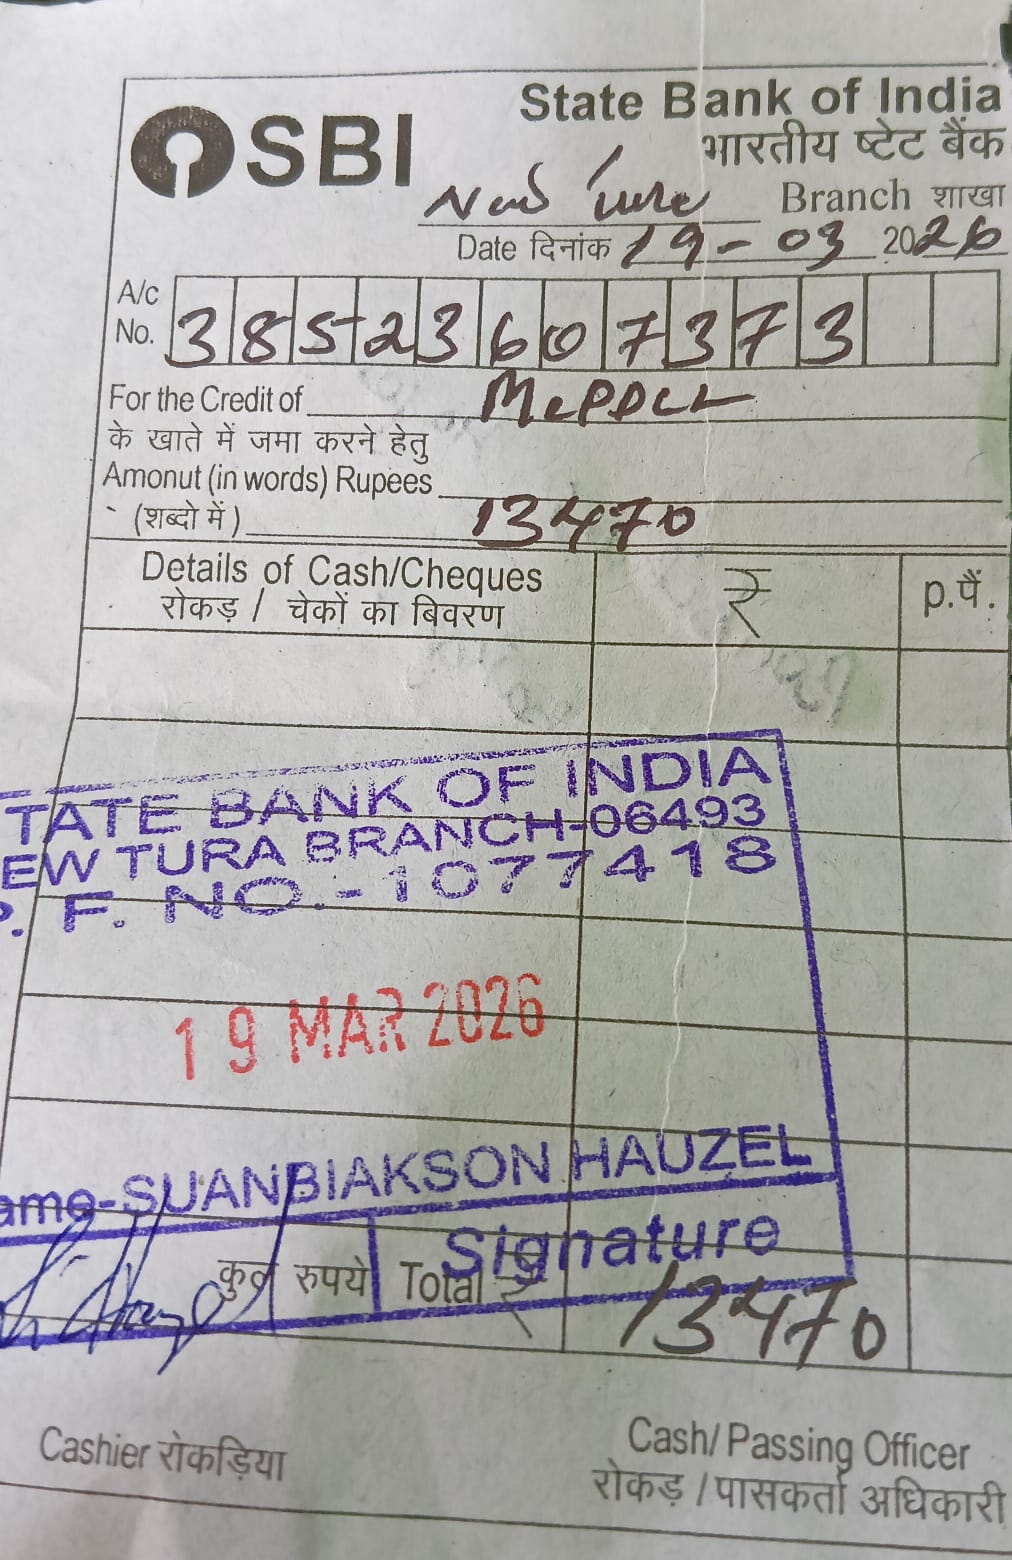 SBI
State Bank of India
भारतीय ष्टेट बैंक
New Tura Branch शाखा
Date दिनांक 19-03 2026
A/c No. 38523607373
For the Credit of MePDCL
के खाते में जमा करने हेतु
Amonut (in words) Rupees
(शब्दो में) 13470
Details of Cash/Cheques ₹ p.पैं.
रोकड़ / चेकों का बिवरण
TATE BANK OF INDIA
EW TURA BRANCH-06493
P. F. NO.-1077418
19 MAR 2026
ame-SUANBIAKSON HAUZEL
Signature
कुल रुपये Total ₹ 13470
Cashier रोकड़िया
Cash/Passing Officer
रोकड़ /पासकर्ता अधिकारी